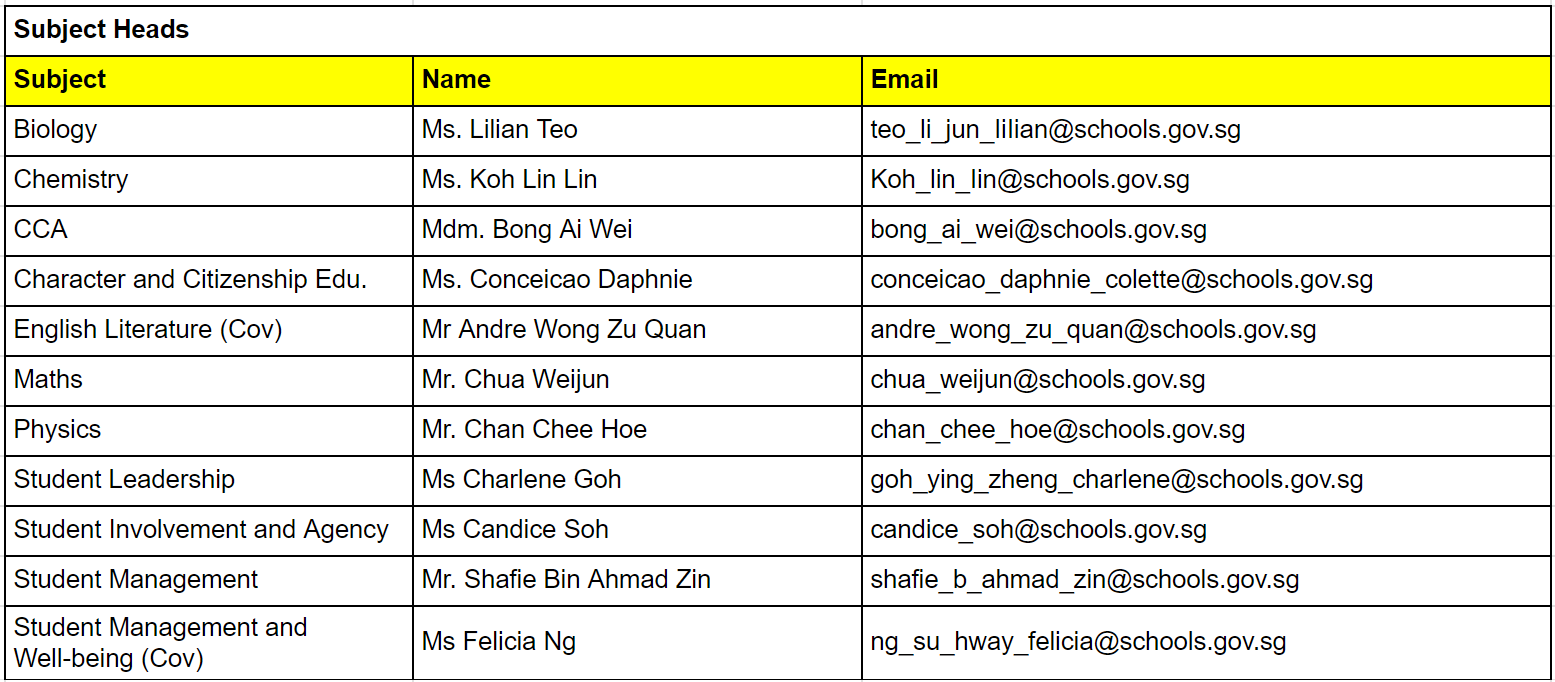 Subject Heads
Subject Name Email
Biology Ms. Lilian Teo teo_li_jun_lilian@schools.gov.sg
Chemistry Ms. Koh Lin Lin Koh_lin_lin@schools.gov.sg
CCA Mdm. Bong Ai Wei bong_ai_wei@schools.gov.sg
Character and Citizenship Edu. Ms. Conceicao Daphnie conceicao_daphnie_colette@schools.gov.sg
English Literature (Cov) Mr Andre Wong Zu Quan andre_wong_zu_quan@schools.gov.sg
Maths Mr. Chua Weijun chua_weijun@schools.gov.sg
Physics Mr. Chan Chee Hoe chan_chee_hoe@schools.gov.sg
Student Leadership Ms Charlene Goh goh_ying_zheng_charlene@schools.gov.sg
Student Involvement and Agency Ms Candice Soh candice_soh@schools.gov.sg
Student Management Mr. Shafie Bin Ahmad Zin shafie_b_ahmad_zin@schools.gov.sg
Student Management and
Well-being (Cov) Ms Felicia Ng ng_su_hway_felicia@schools.gov.sg